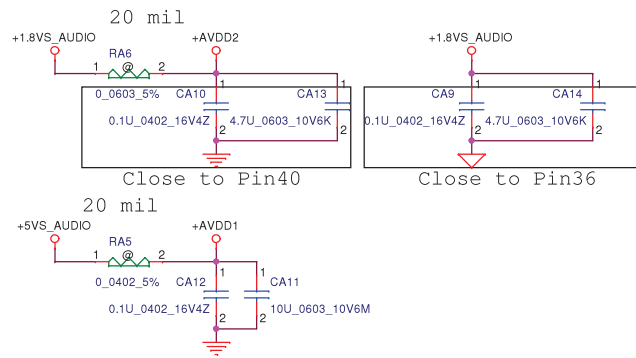 20 mil
+1.8VS_AUDIO
+AVDD2
+1.8VS_AUDIO
RA6
1
@
2
1
1
1
1
0_0603_5%
CA10
CA13
CA9
CA14
0.1U_0402_16V4Z
4.7U_0603_10V6K
0.1U_0402_16V4Z
4.7U_0603_10V6K
2
2
2
2
Close to Pin40
Close to Pin36
20 mil
+5VS_AUDIO
+AVDD1
RA5
1
@
2
1
1
0_0402_5%
CA12
CA11
0.1U_0402_16V4Z
10U_0603_10V6M
2
2